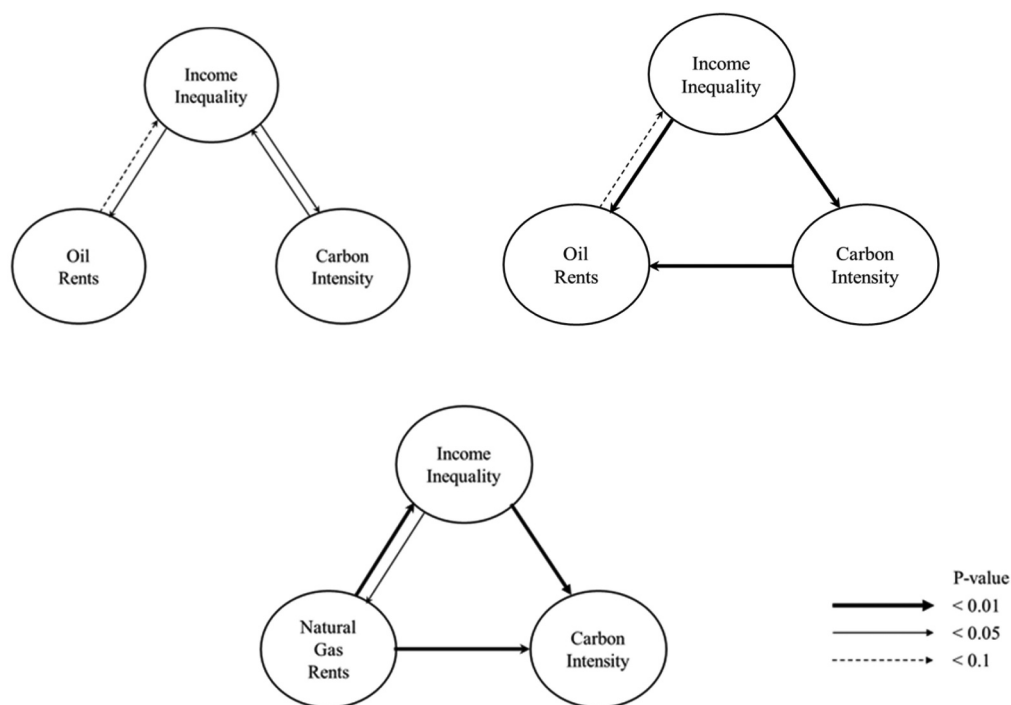 Income
Inequality
Oil
Rents
Carbon
Intensity
Income
Inequality
Oil
Rents
Carbon
Intensity
Income
Inequality
Natural
Gas
Rents
Carbon
Intensity
P-value
< 0.01
< 0.05
< 0.1